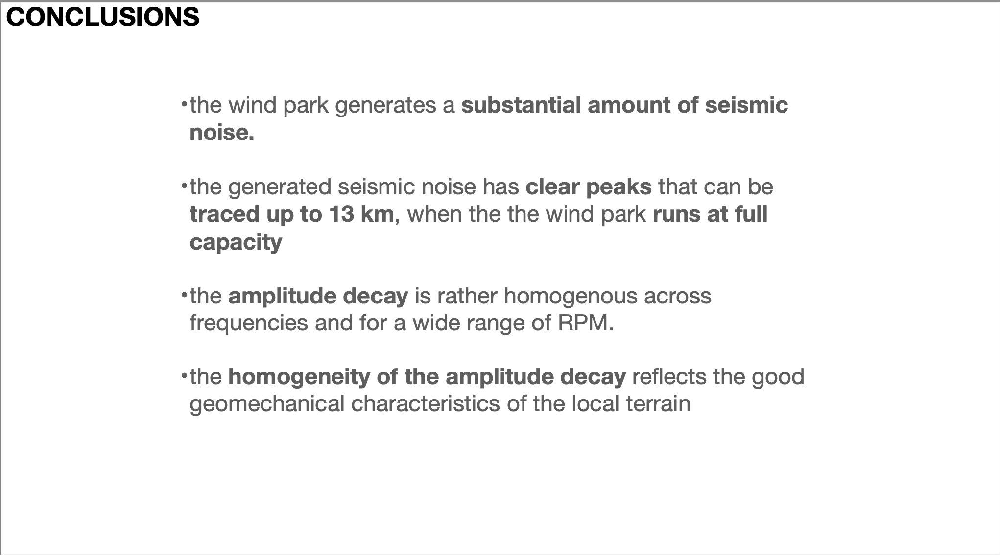 CONCLUSIONS
•the wind park generates a substantial amount of seismic
noise.
•the generated seismic noise has clear peaks that can be
traced up to 13 km, when the the wind park runs at full
capacity
•the amplitude decay is rather homogenous across
frequencies and for a wide range of RPM.
•the homogeneity of the amplitude decay reflects the good
geomechanical characteristics of the local terrain